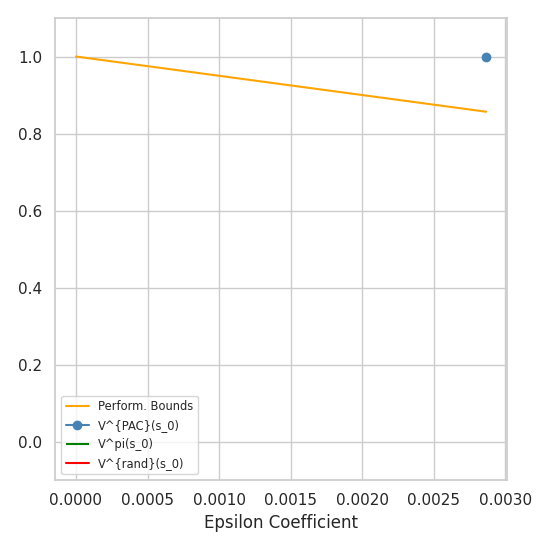 1.0
0.8
0.6
0.4
0.2
0.0
Perform. Bounds
V^{PAC}(s_0)
V^pi(s_0)
V^{rand}(s_0)
0.0000 0.0005 0.0010 0.0015 0.0020 0.0025 0.0030
Epsilon Coefficient